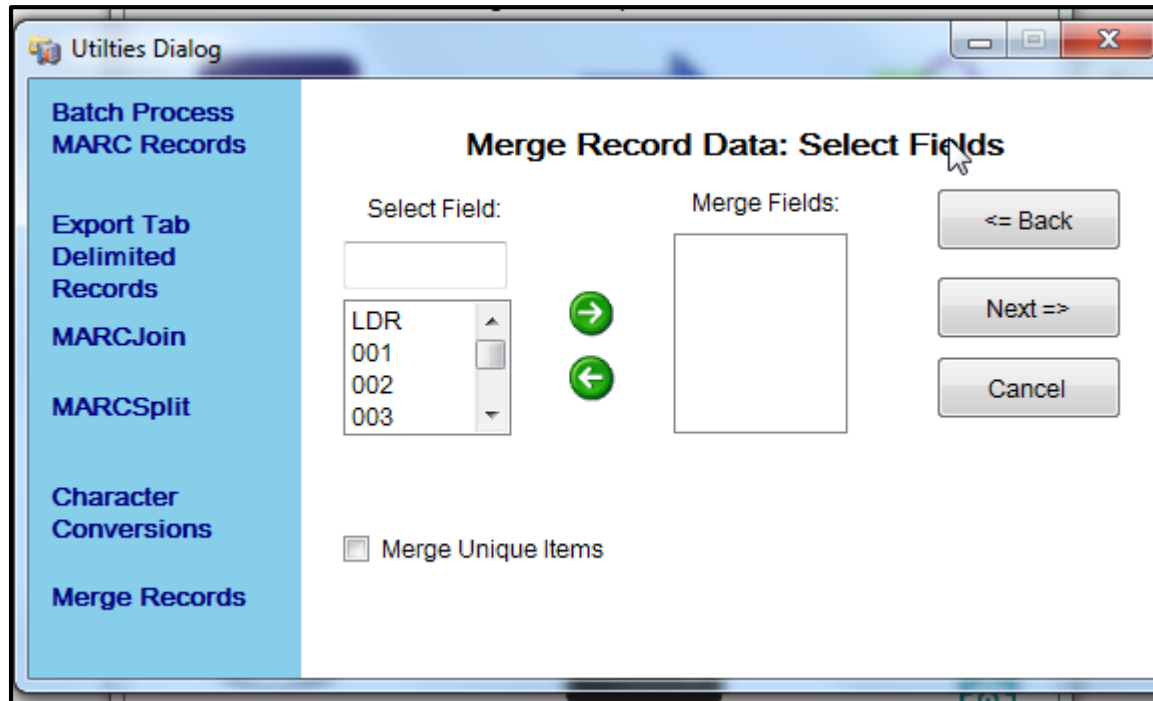 Utilties Dialog
Batch Process
MARC Records
Export Tab
Delimited
Records
MARCJoin
MARCSplit
Character
Conversions
Merge Records
Merge Record Data: Select Fields
Select Field:
LDR
001
002
003
Merge Fields:
<= Back
Next =>
Cancel
Merge Unique Items